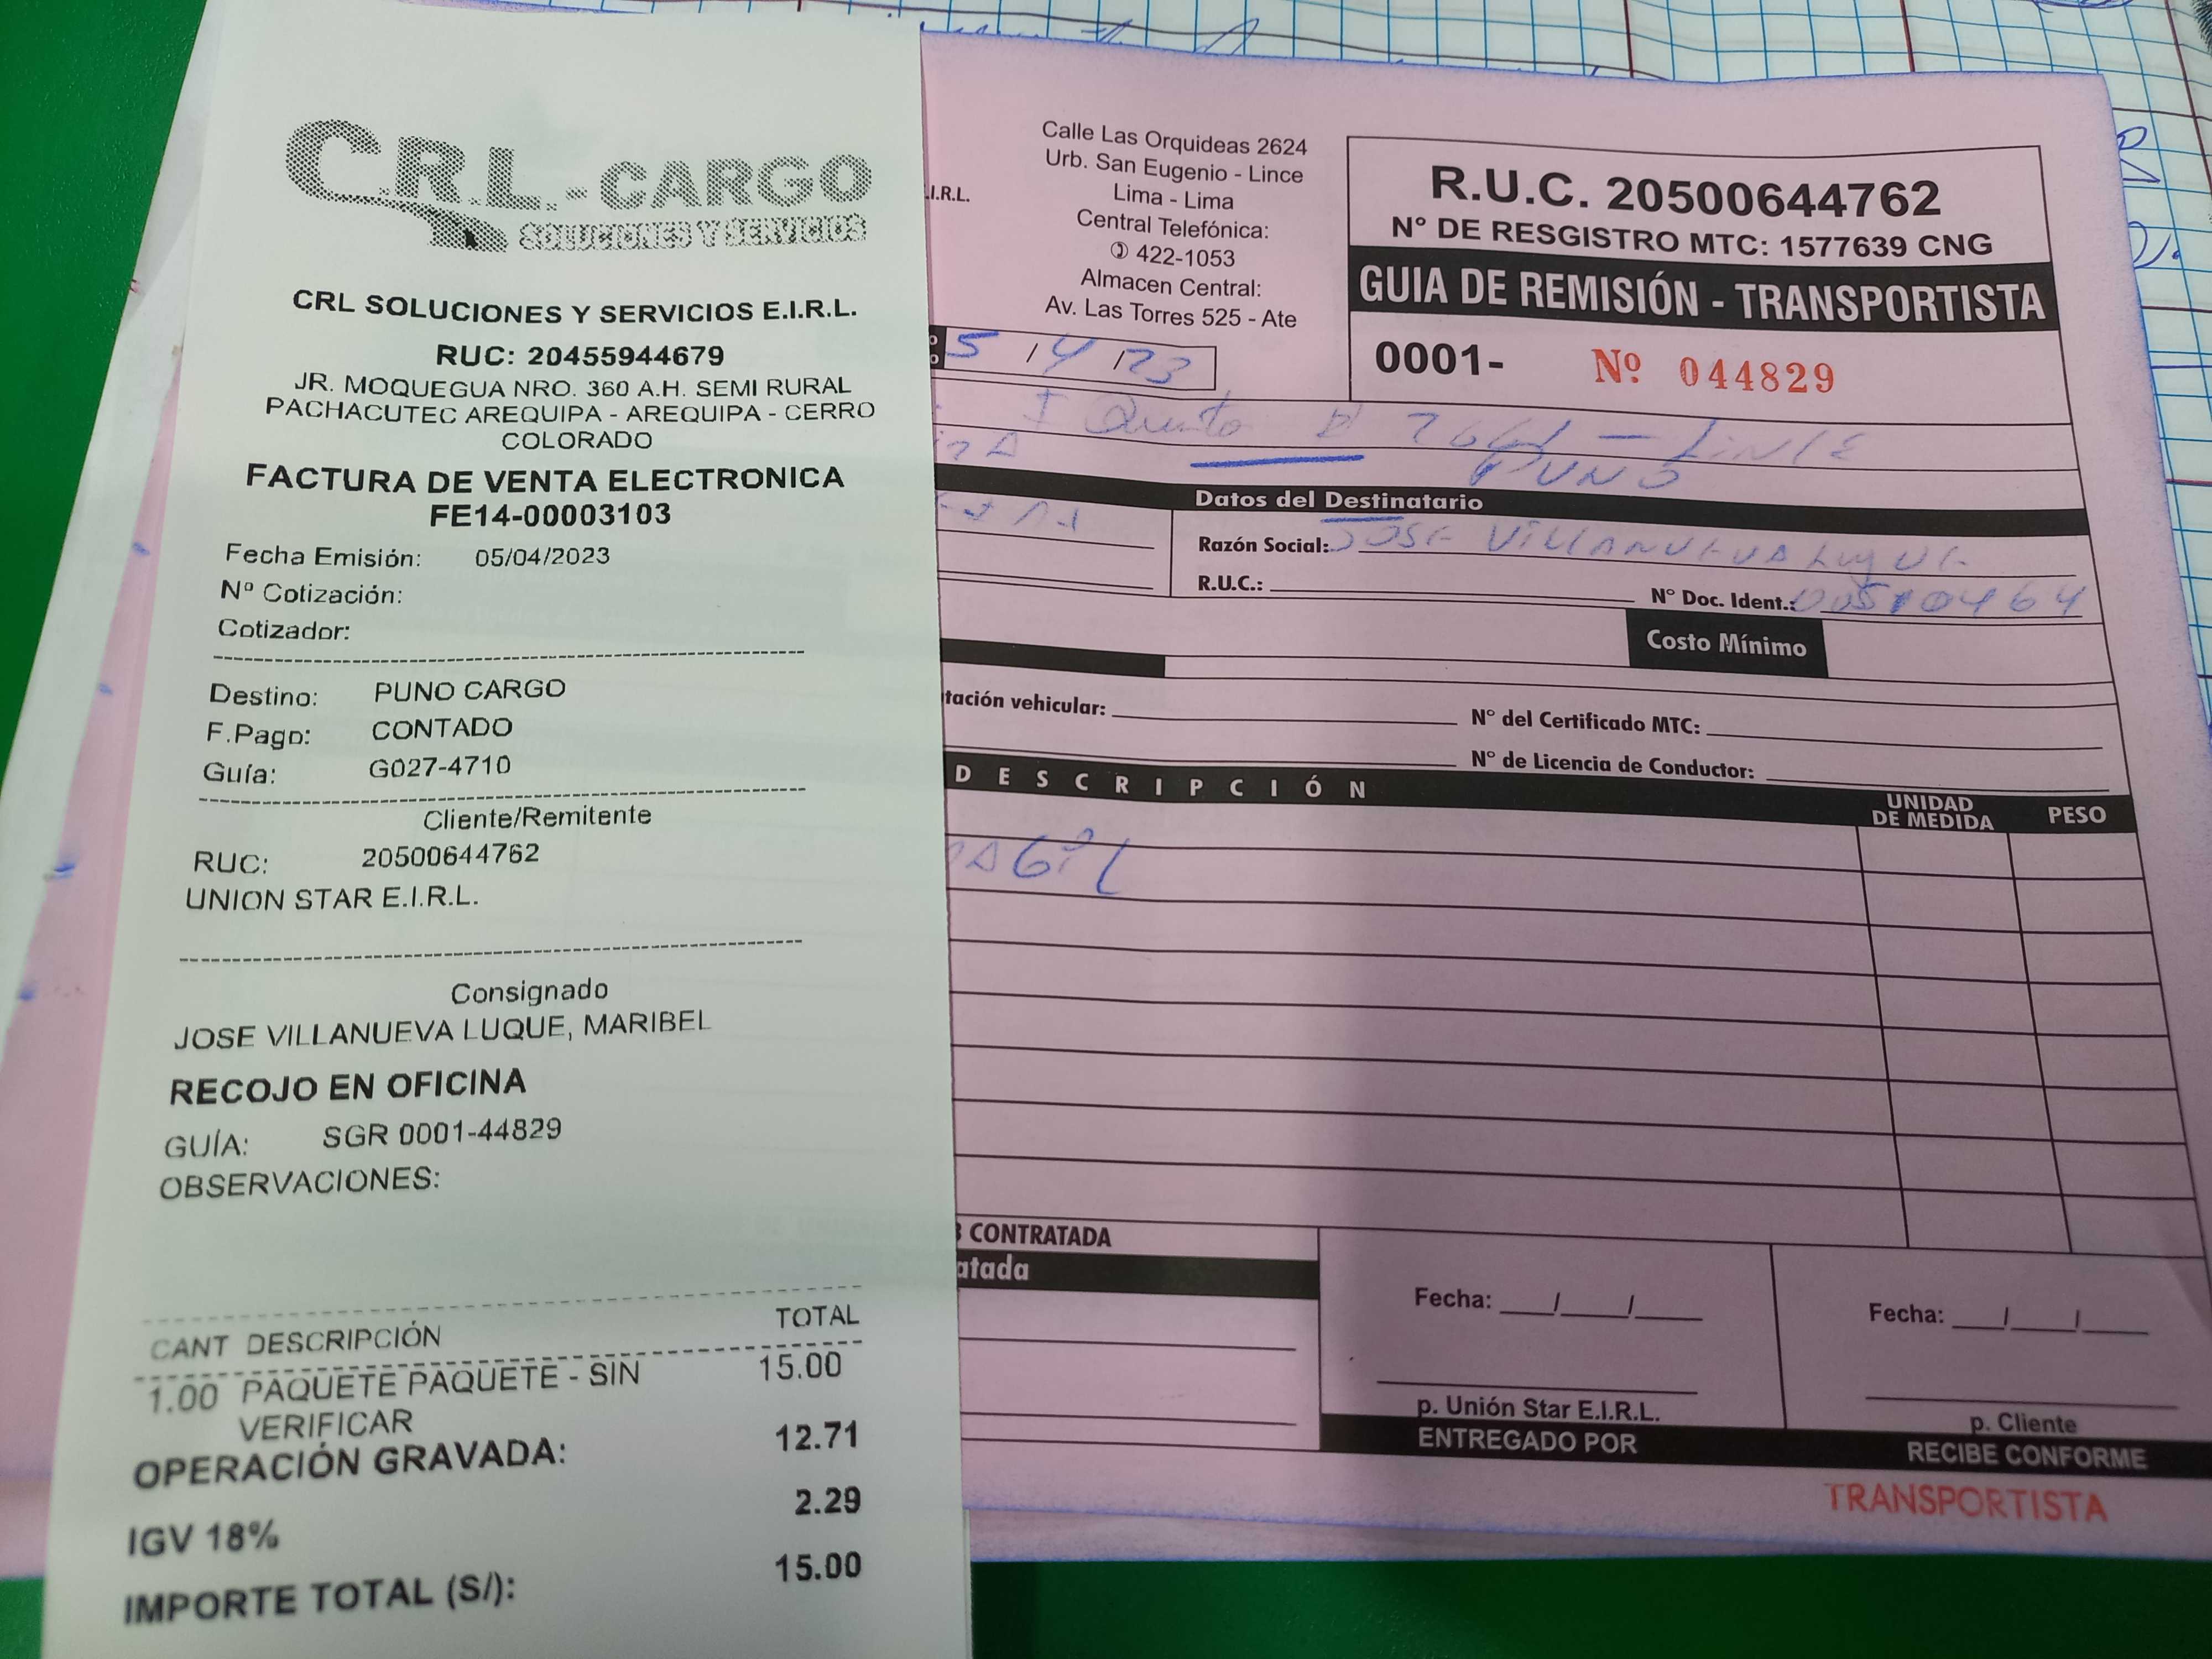 C.R.L.-CARGO
SOLUCIONES Y SERVICIOS
CRL SOLUCIONES Y SERVICIOS E.I.R.L.
RUC: 20455944679
JR. MOQUEGUA NRO. 360 A.H. SEMI RURAL
PACHACUTEC AREQUIPA - AREQUIPA - CERRO
COLORADO
FACTURA DE VENTA ELECTRONICA
FE14-00003103
Fecha Emisión: 05/04/2023
Nº Cotización:
Cotizador:
Destino: PUNO CARGO
F.Pago: CONTADO
Guía: G027-4710
Cliente/Remitente
RUC: 20500644762
UNION STAR E.I.R.L.
Consignado
JOSE VILLANUEVA LUQUE, MARIBEL
RECOJO EN OFICINA
GUÍA: SGR 0001-44829
OBSERVACIONES:
CANT DESCRIPCIÓN TOTAL
1.00 PAQUETE PAQUETE - SIN 15.00
VERIFICAR
OPERACIÓN GRAVADA: 12.71
IGV 18% 2.29
IMPORTE TOTAL (S/): 15.00
.I.R.L.
Calle Las Orquideas 2624
Urb. San Eugenio - Lince
Lima - Lima
Central Telefónica:
✆ 422-1053
Almacen Central:
Av. Las Torres 525 - Ate
R.U.C. 20500644762
N° DE RESGISTRO MTC: 1577639 CNG
GUIA DE REMISIÓN - TRANSPORTISTA
0001- Nº 044829
5 / 4 / 23
PUNO
Datos del Destinatario
Razón Social: JOSE VILLANUEVA LUQUE
R.U.C.: N° Doc. Ident.:
Costo Mínimo
tación vehicular: N° del Certificado MTC:
N° de Licencia de Conductor:
DESCRIPCIÓN UNIDAD DE MEDIDA PESO
CONTRATADA
atada
Fecha: / /
p. Unión Star E.I.R.L.
ENTREGADO POR
Fecha: / /
p. Cliente
RECIBE CONFORME
TRANSPORTISTA